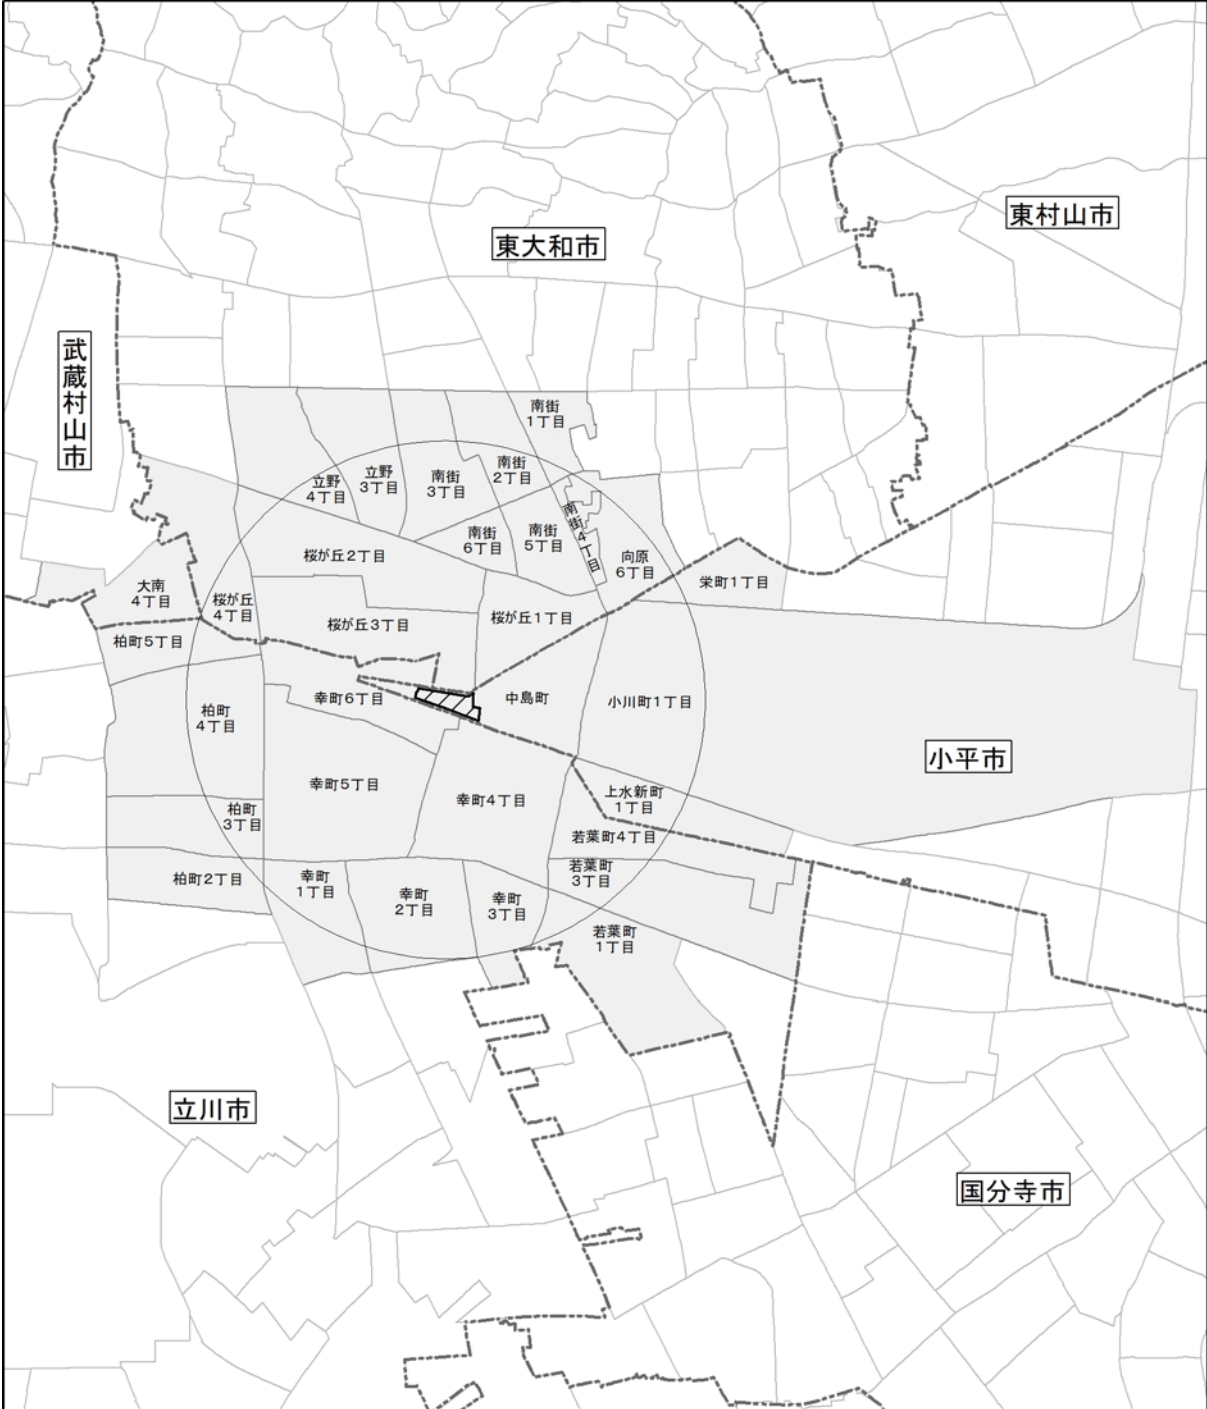 東村山市
東大和市
武蔵村山市
南街
1丁目
南街
2丁目
立野
3丁目
立野
4丁目
南街
3丁目
南街4丁目
南街
5丁目
南街
6丁目
桜が丘2丁目
向原
6丁目
栄町1丁目
大南
4丁目
桜が丘
4丁目
桜が丘3丁目
桜が丘1丁目
柏町5丁目
幸町6丁目
中島町
小川町1丁目
柏町
4丁目
小平市
幸町5丁目
幸町4丁目
上水新町
1丁目
柏町
3丁目
若葉町4丁目
柏町2丁目
幸町
1丁目
幸町
2丁目
幸町
3丁目
若葉町
3丁目
若葉町
1丁目
立川市
国分寺市